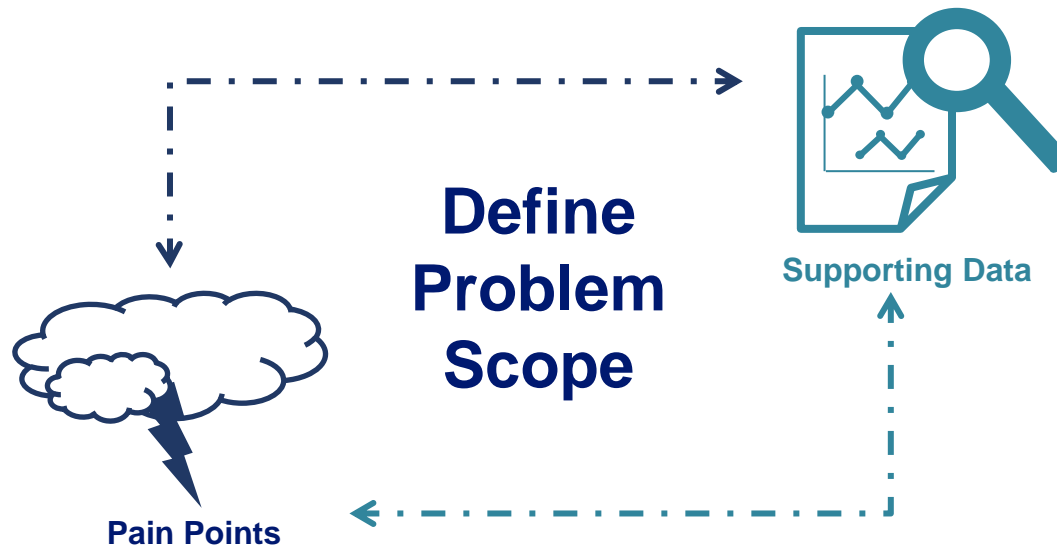 Define
Problem
Scope
Supporting Data
Pain Points